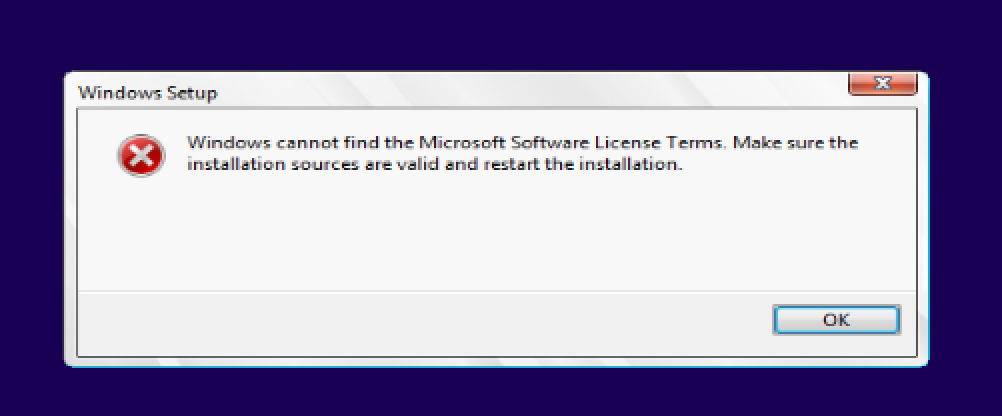 Windows Setup
Windows cannot find the Microsoft Software License Terms. Make sure the
installation sources are valid and restart the installation.
OK